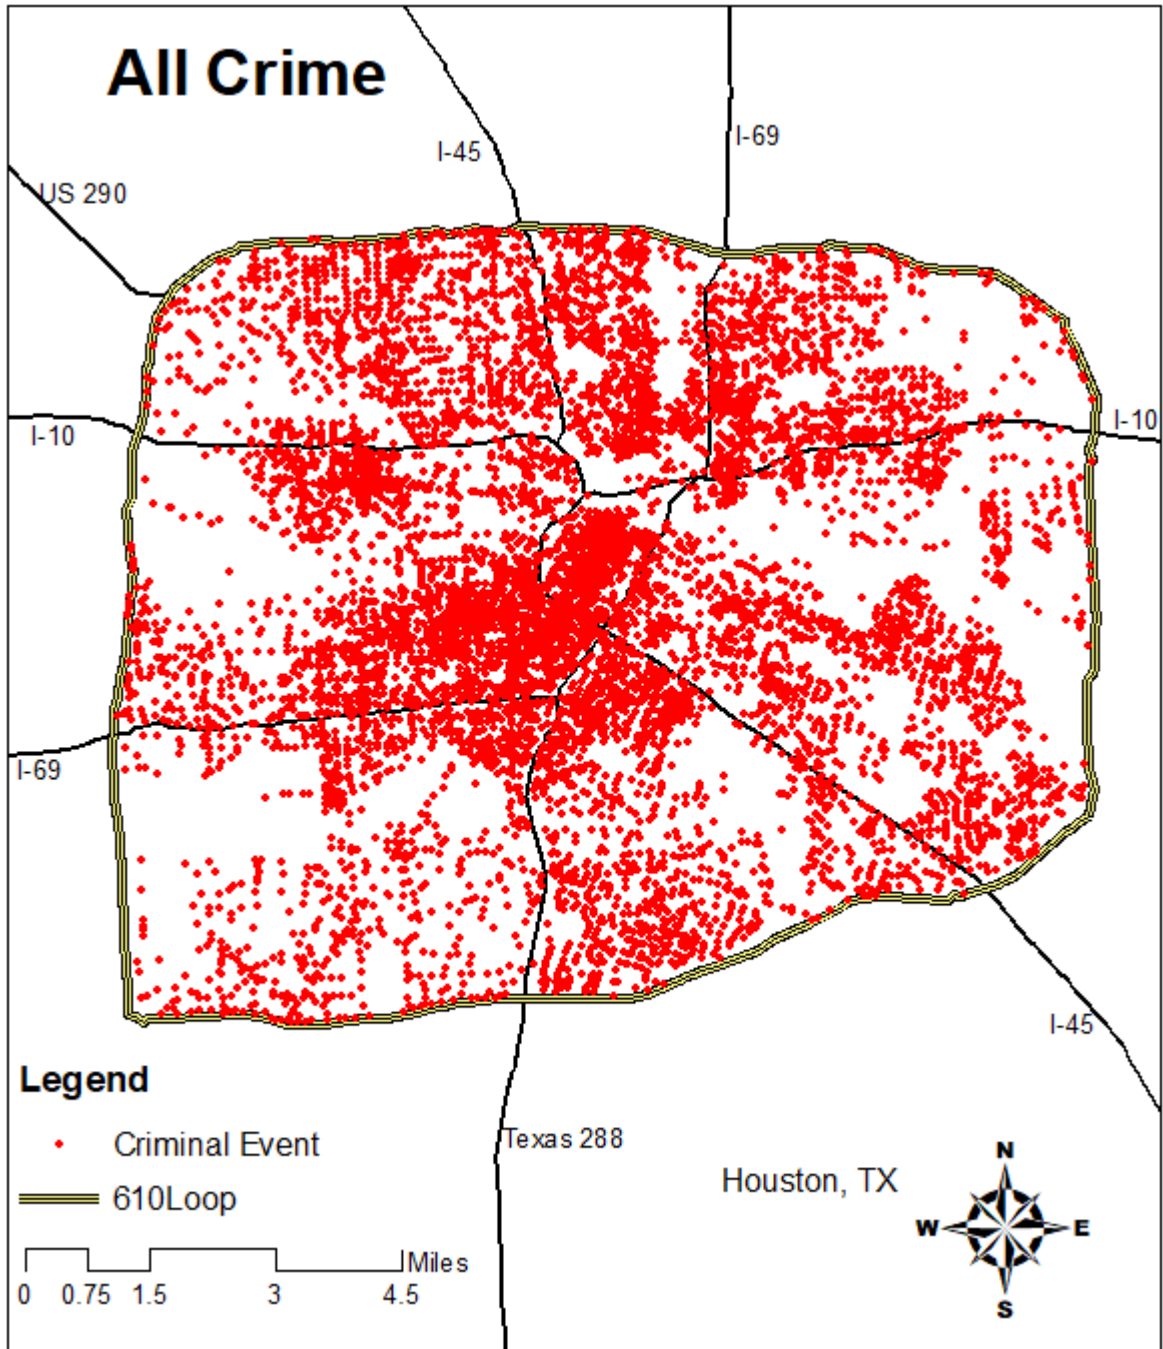 All Crime
I-45
I-69
US 290
I-10
I-10
I-69
I-45
Legend
Criminal Event
610Loop
Miles
0 0.75 1.5 3 4.5
Texas 288
Houston, TX
N
W E
S